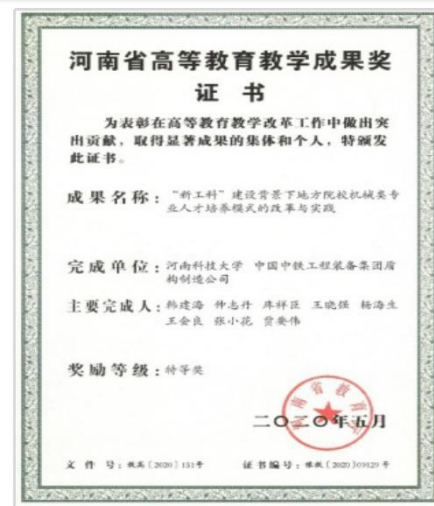 河南省高等教育教学成果奖
证 书
为表彰在高等教育教学改革工作中做出突
出贡献，取得显著成果的集体和个人，特颁发
此证书。
成果名称：“新工科”建设背景下地方院校机械类专
业人才培养模式的改革与实践
完成单位：河南科技大学 中国中铁工程装备集团盾
构制造公司
主要完成人：韩建海 仲志丹 库祥臣 王晓强 杨海生
王会良 张小花 贾要伟
奖励等级：特等奖
河南省教育厅
二〇二〇年五月
文 件 号：教高〔2020〕151号
证书编号：豫教〔2020〕09129号